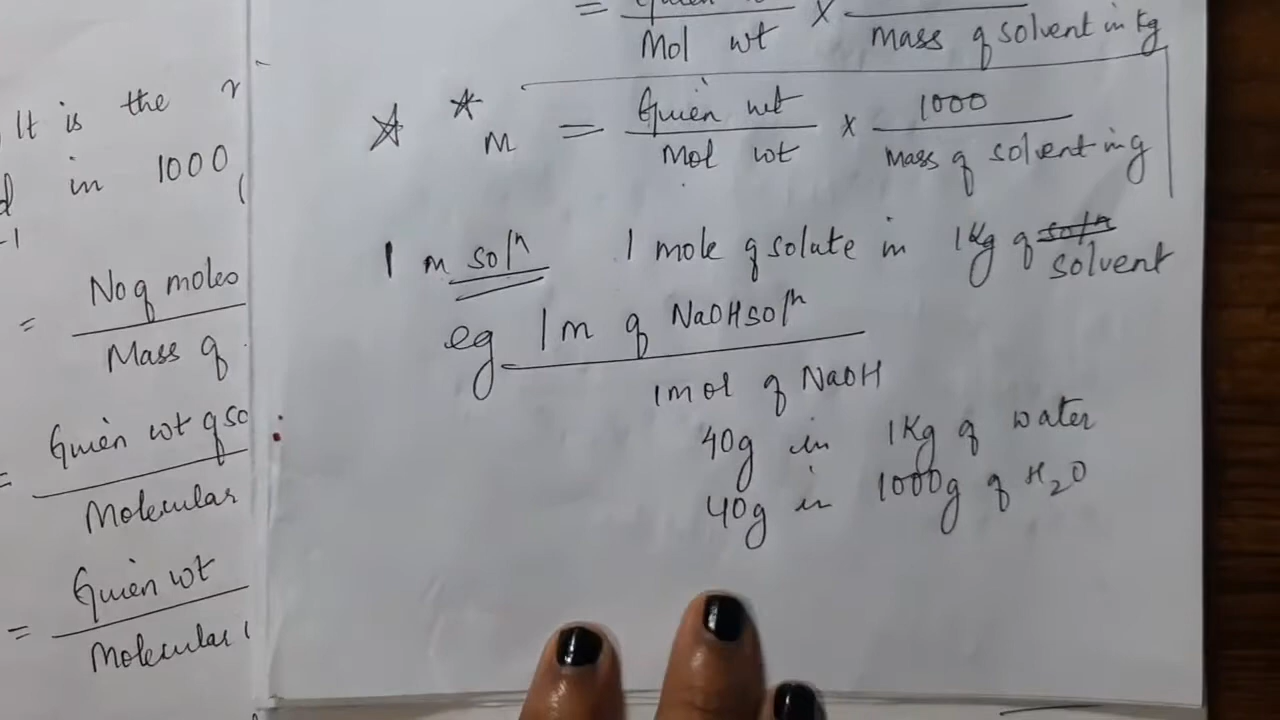 It is the
in 1000
-1
No of moles
=
Mass of
Given wt of so
=
Molecular
Given wt
=
Molecular
=
Mol wt × mass of solvent in Kg
m = Given wt × 1000
Mol wt Mass of solvent in g
1 m solⁿ 1 mole of solute in 1Kg of solⁿ solvent
eg 1m of NaOH solⁿ
1mol of NaOH
40g in 1Kg of water
40g in 1000g of H₂O